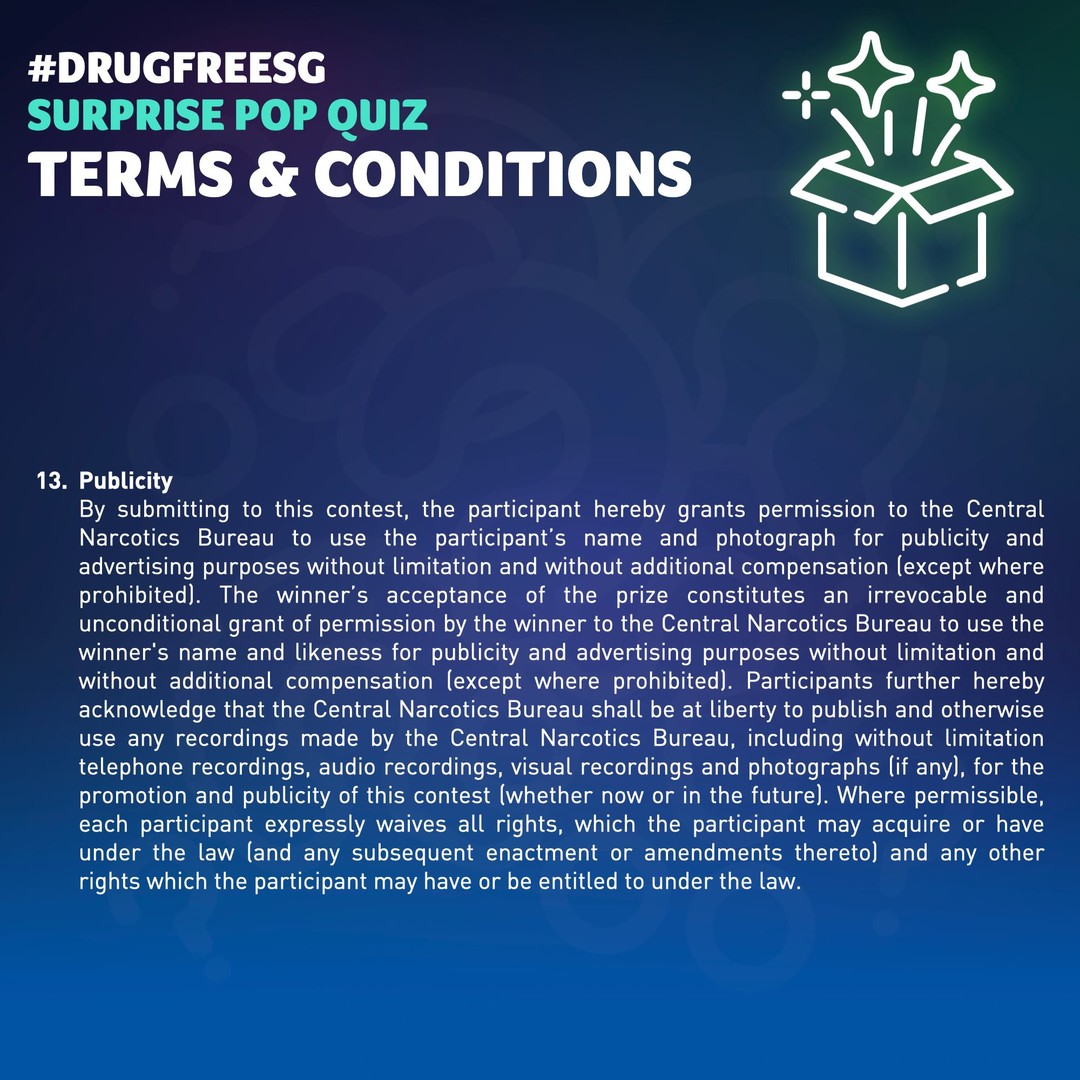 #DRUGFREESG
SURPRISE POP QUIZ
TERMS & CONDITIONS
13. Publicity
By submitting to this contest, the participant hereby grants permission to the Central
Narcotics Bureau to use the participant’s name and photograph for publicity and
advertising purposes without limitation and without additional compensation (except where
prohibited). The winner’s acceptance of the prize constitutes an irrevocable and
unconditional grant of permission by the winner to the Central Narcotics Bureau to use the
winner's name and likeness for publicity and advertising purposes without limitation and
without additional compensation (except where prohibited). Participants further hereby
acknowledge that the Central Narcotics Bureau shall be at liberty to publish and otherwise
use any recordings made by the Central Narcotics Bureau, including without limitation
telephone recordings, audio recordings, visual recordings and photographs (if any), for the
promotion and publicity of this contest (whether now or in the future). Where permissible,
each participant expressly waives all rights, which the participant may acquire or have
under the law (and any subsequent enactment or amendments thereto) and any other
rights which the participant may have or be entitled to under the law.